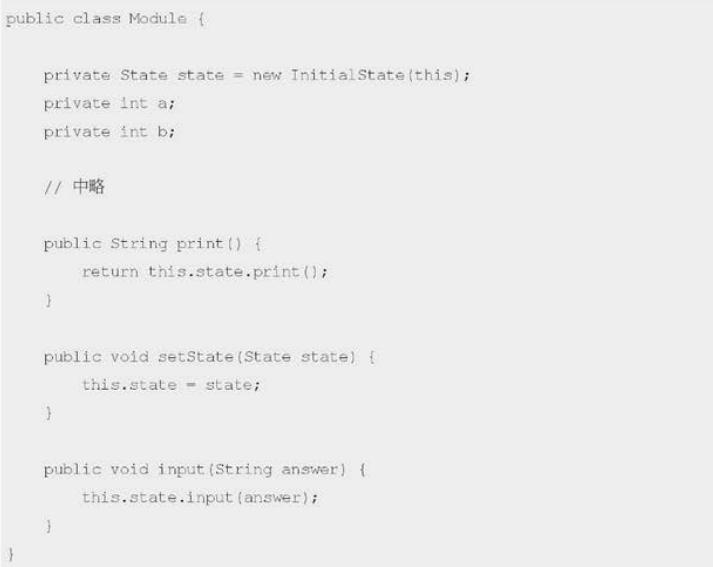 public class Module {
private State state = new InitialState(this);
private int a;
private int b;
// 中略
public String print() {
return this.state.print();
}
public void setState(State state) {
this.state = state;
}
public void input(String answer) {
this.state.input(answer);
}
}